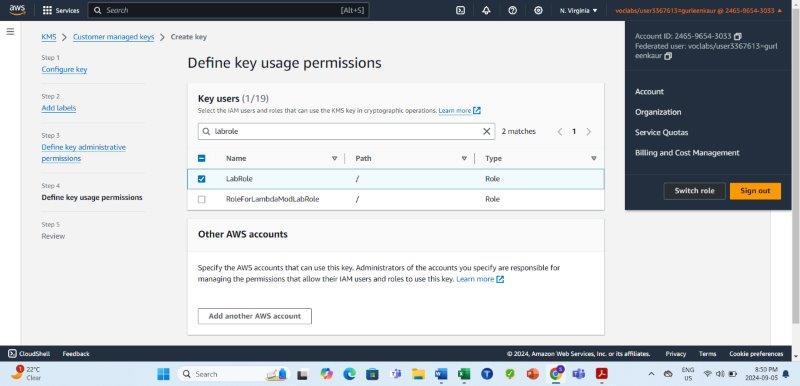 aws
Services
Search
[Alt+S]
N. Virginia
voclabs/user3367613=gurleenkaur @ 2465-9654-3033
KMS > Customer managed keys > Create key
Step 1
Configure key
Step 2
Add labels
Step 3
Define key administrative
permissions
Step 4
Define key usage permissions
Step 5
Review
Define key usage permissions
Key users (1/19)
Select the IAM users and roles that can use the KMS key in cryptographic operations. Learn more
labrole
2 matches
1
Name Path Type
LabRole / Role
RoleForLambdaModLabRole / Role
Other AWS accounts
Specify the AWS accounts that can use this key. Administrators of the accounts you specify are responsible for
managing the permissions that allow their IAM users and roles to use this key. Learn more
Add another AWS account
Account ID: 2465-9654-3033
Federated user: voclabs/user3367613=gurl
eenkaur
Account
Organization
Service Quotas
Billing and Cost Management
Switch role
Sign out
CloudShell
Feedback
© 2024, Amazon Web Services, Inc. or its affiliates.
Privacy
Terms
Cookie preferences
1
22°C
Clear
Search
ENG
US
8:50 PM
2024-09-05